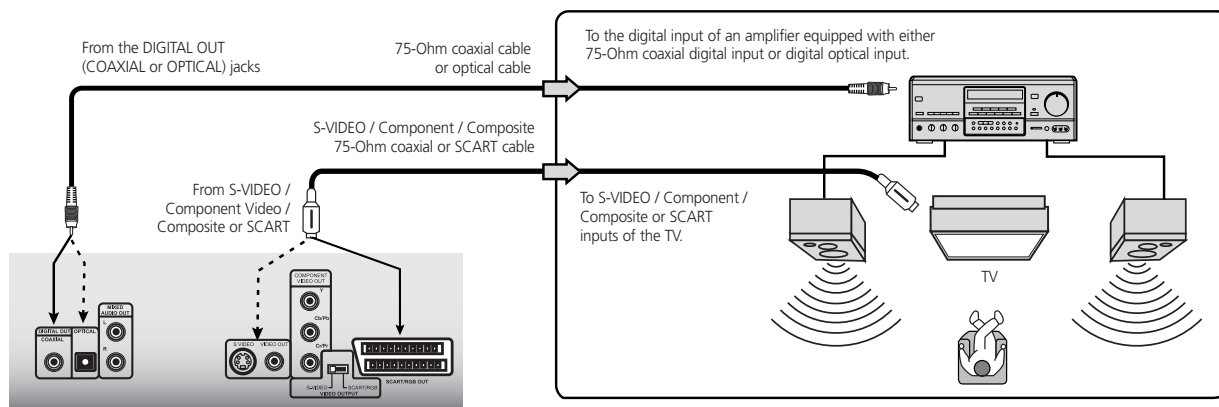 From the DIGITAL OUT
(COAXIAL or OPTICAL) jacks
75-Ohm coaxial cable
or optical cable
To the digital input of an amplifier equipped with either
75-Ohm coaxial digital input or digital optical input.
S-VIDEO / Component / Composite
75-Ohm coaxial or SCART cable
From S-VIDEO /
Component Video /
Composite or SCART
To S-VIDEO / Component /
Composite or SCART
inputs of the TV.
TV
COMPONENT
VIDEO OUT
Y
Cb/Pb
Cr/Pr
MIXED
AUDIO OUT
L
R
DIGITAL OUT
COAXIAL
OPTICAL
S VIDEO
VIDEO OUT
S-VIDEO
SCART/RGB
VIDEO OUTPUT
SCART/RGB OUT